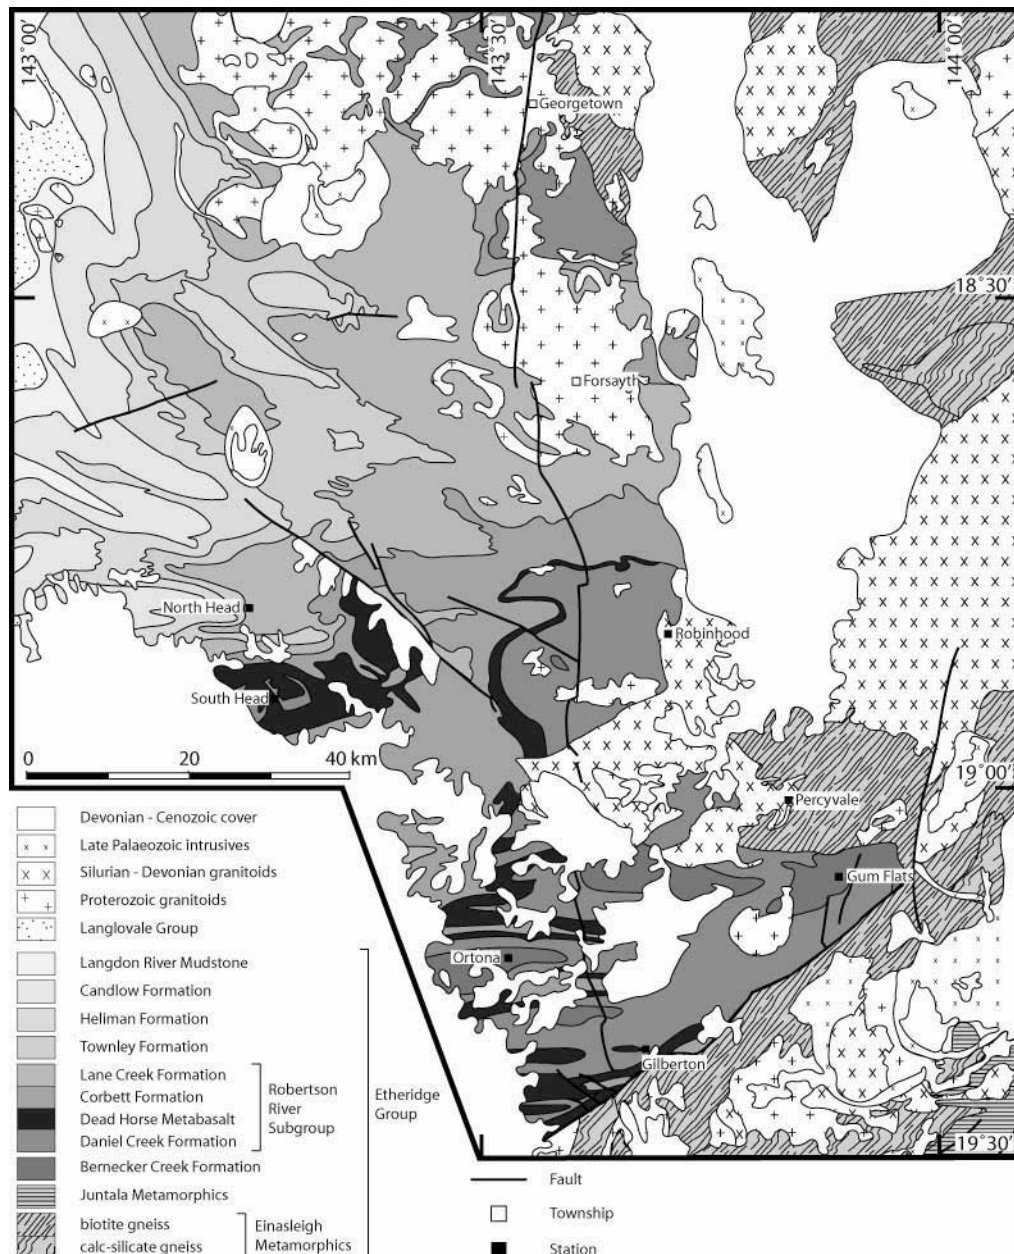 143°00'
143°30'
144°00'
Georgetown
18°30'
Forsayth
North Head
Robinhood
South Head
0 20 40 km
19°00'
Percyvale
Gum Flats
Ortona
Gilberton
19°30'
Devonian - Cenozoic cover
Late Palaeozoic intrusives
Silurian - Devonian granitoids
Proterozoic granitoids
Langlovale Group
Langdon River Mudstone
Candlow Formation
Heliman Formation
Townley Formation
Lane Creek Formation
Corbett Formation
Dead Horse Metabasalt
Daniel Creek Formation
Robertson
River
Subgroup
Etheridge
Group
Bernecker Creek Formation
Juntala Metamorphics
biotite gneiss
calc-silicate gneiss
Einasleigh
Metamorphics
Fault
Township
Station